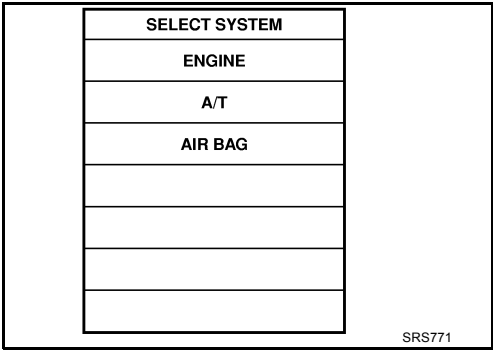 SELECT SYSTEM
ENGINE
A/T
AIR BAG
SRS771